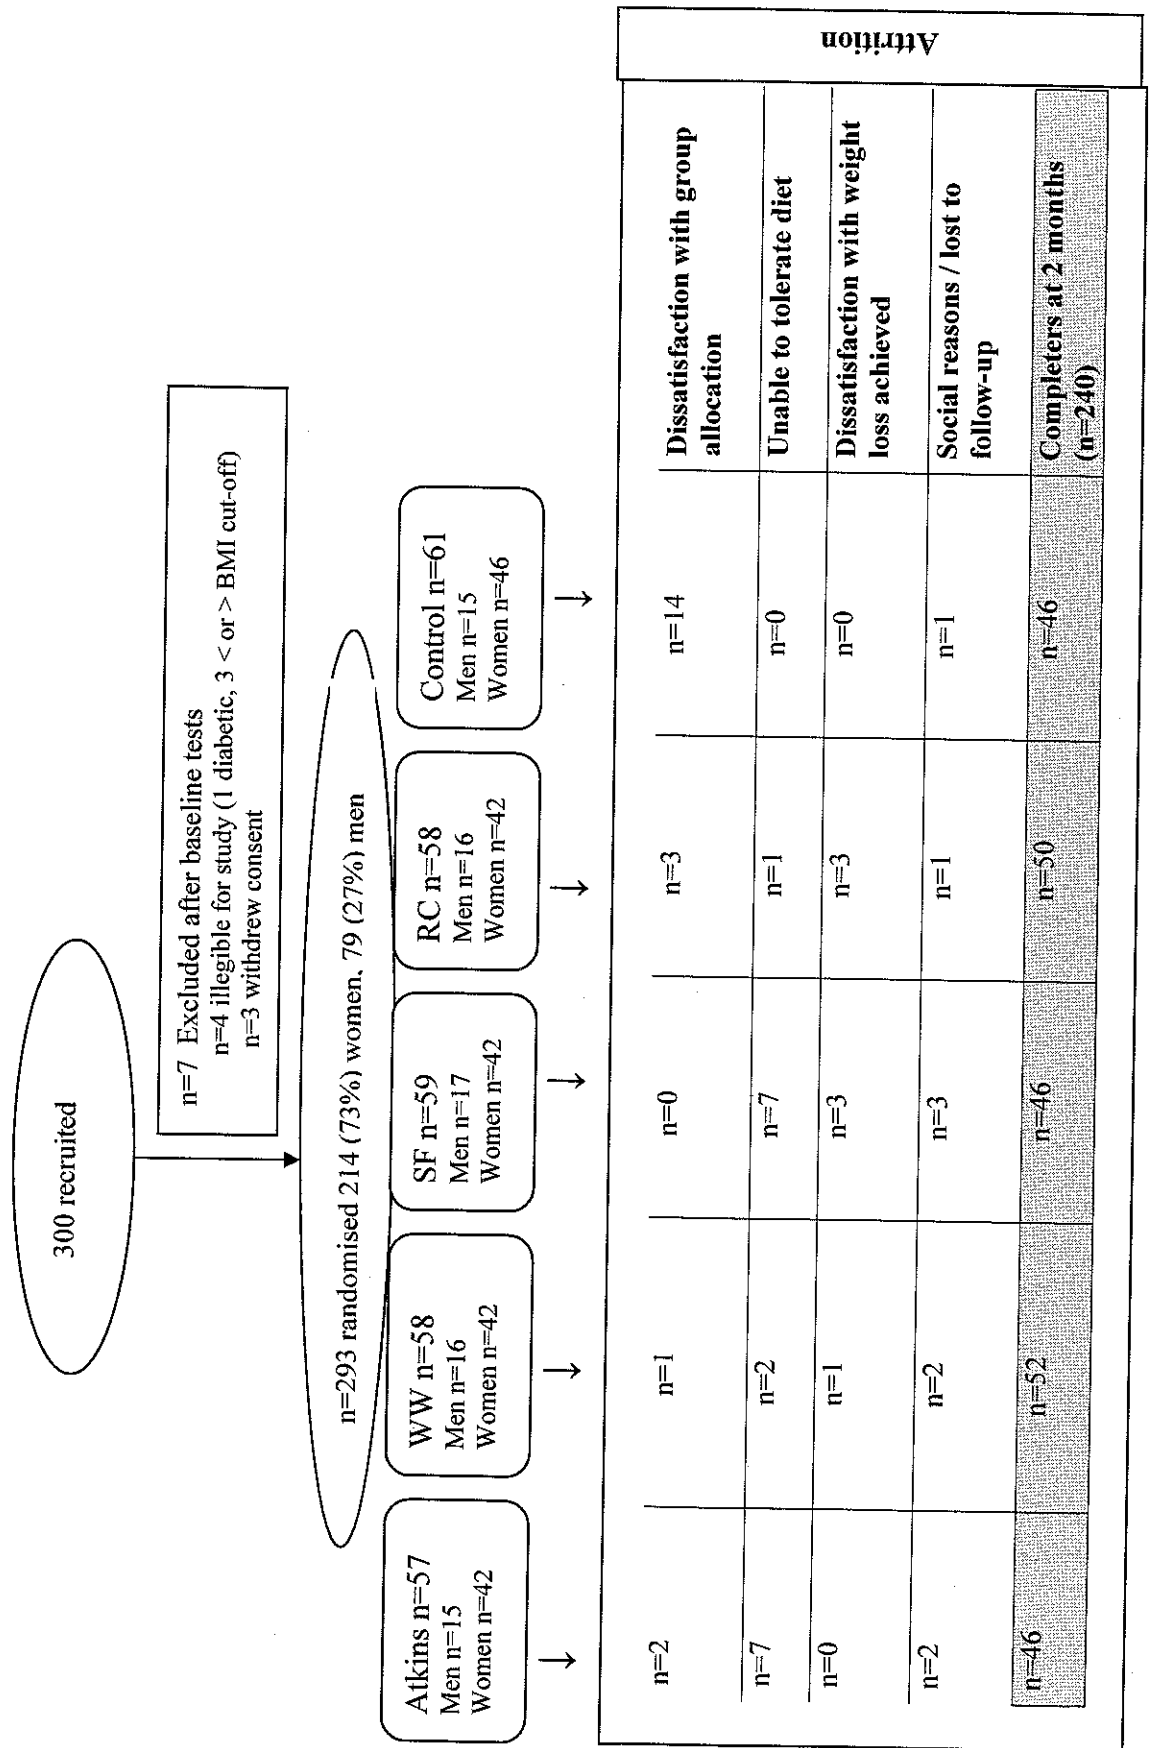 300 recruited
n=7 Excluded after baseline tests
n=4 illegible for study (1 diabetic, 3 < or > BMI cut-off)
n=3 withdrew consent
n=293 randomised 214 (73%) women, 79 (27%) men
Atkins n=57
Men n=15
Women n=42
WW n=58
Men n=16
Women n=42
SF n=59
Men n=17
Women n=42
RC n=58
Men n=16
Women n=42
Control n=61
Men n=15
Women n=46
↓ ↓ ↓ ↓ ↓
n=2 n=1 n=0 n=3 n=14 Dissatisfaction with group
allocation
n=7 n=2 n=7 n=1 n=0 Unable to tolerate diet
n=0 n=1 n=3 n=3 n=0 Dissatisfaction with weight
loss achieved
n=2 n=2 n=3 n=1 n=1 Social reasons / lost to
follow-up
n=46 n=52 n=46 n=50 n=46 Completers at 2 months
(n=240)
Attrition